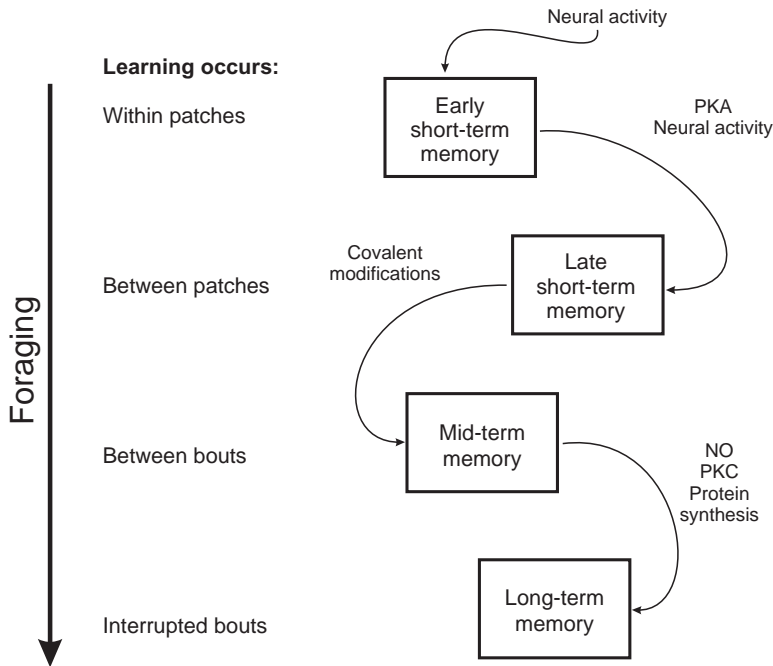 Neural activity
Learning occurs:
Within patches
Early
short-term
memory
PKA
Neural activity
Between patches
Covalent
modifications
Late
short-term
memory
Foraging
Between bouts
Mid-term
memory
NO
PKC
Protein
synthesis
Interrupted bouts
Long-term
memory